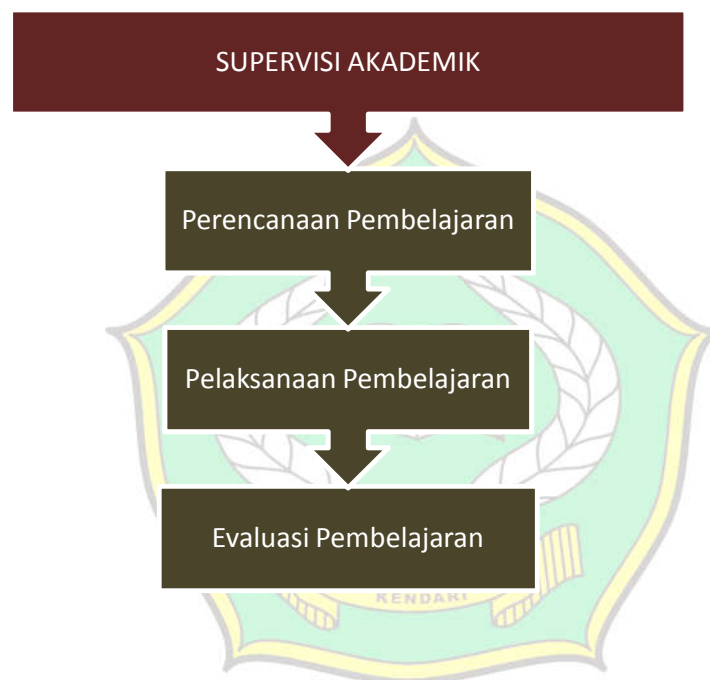 SUPERVISI AKADEMIK
Perencanaan Pembelajaran
Pelaksanaan Pembelajaran
Evaluasi Pembelajaran
KENDARI